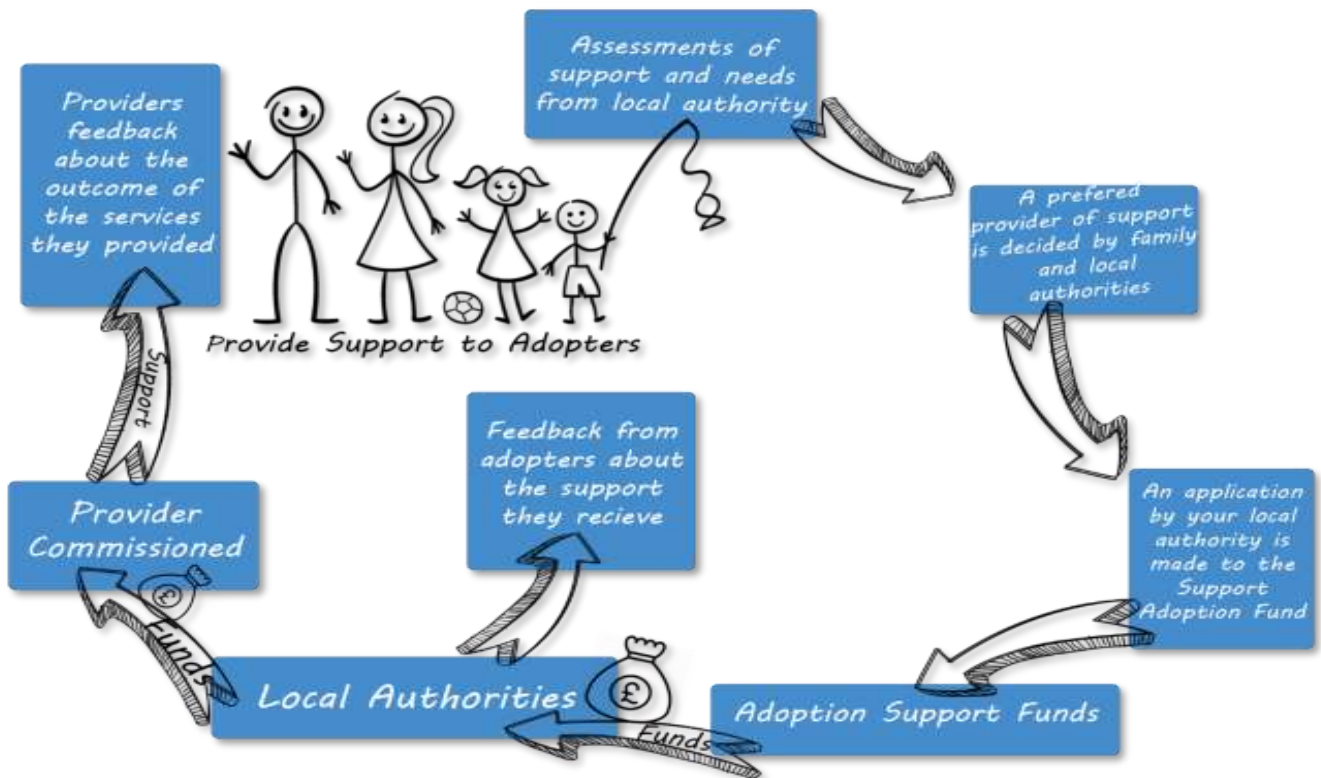 Assessments of
support and needs
from local authority
A prefered
provider of support
is decided by family
and local
authorities
An application
by your local
authority is
made to the
Support
Adoption Fund
Adoption Support Funds
Funds
£
Local Authorities
Feedback from
adopters about
the support
they recieve
Funds
£
Provider
Commissioned
Support
Providers
feedback
about the
outcome of
the services
they provided
Provide Support to Adopters